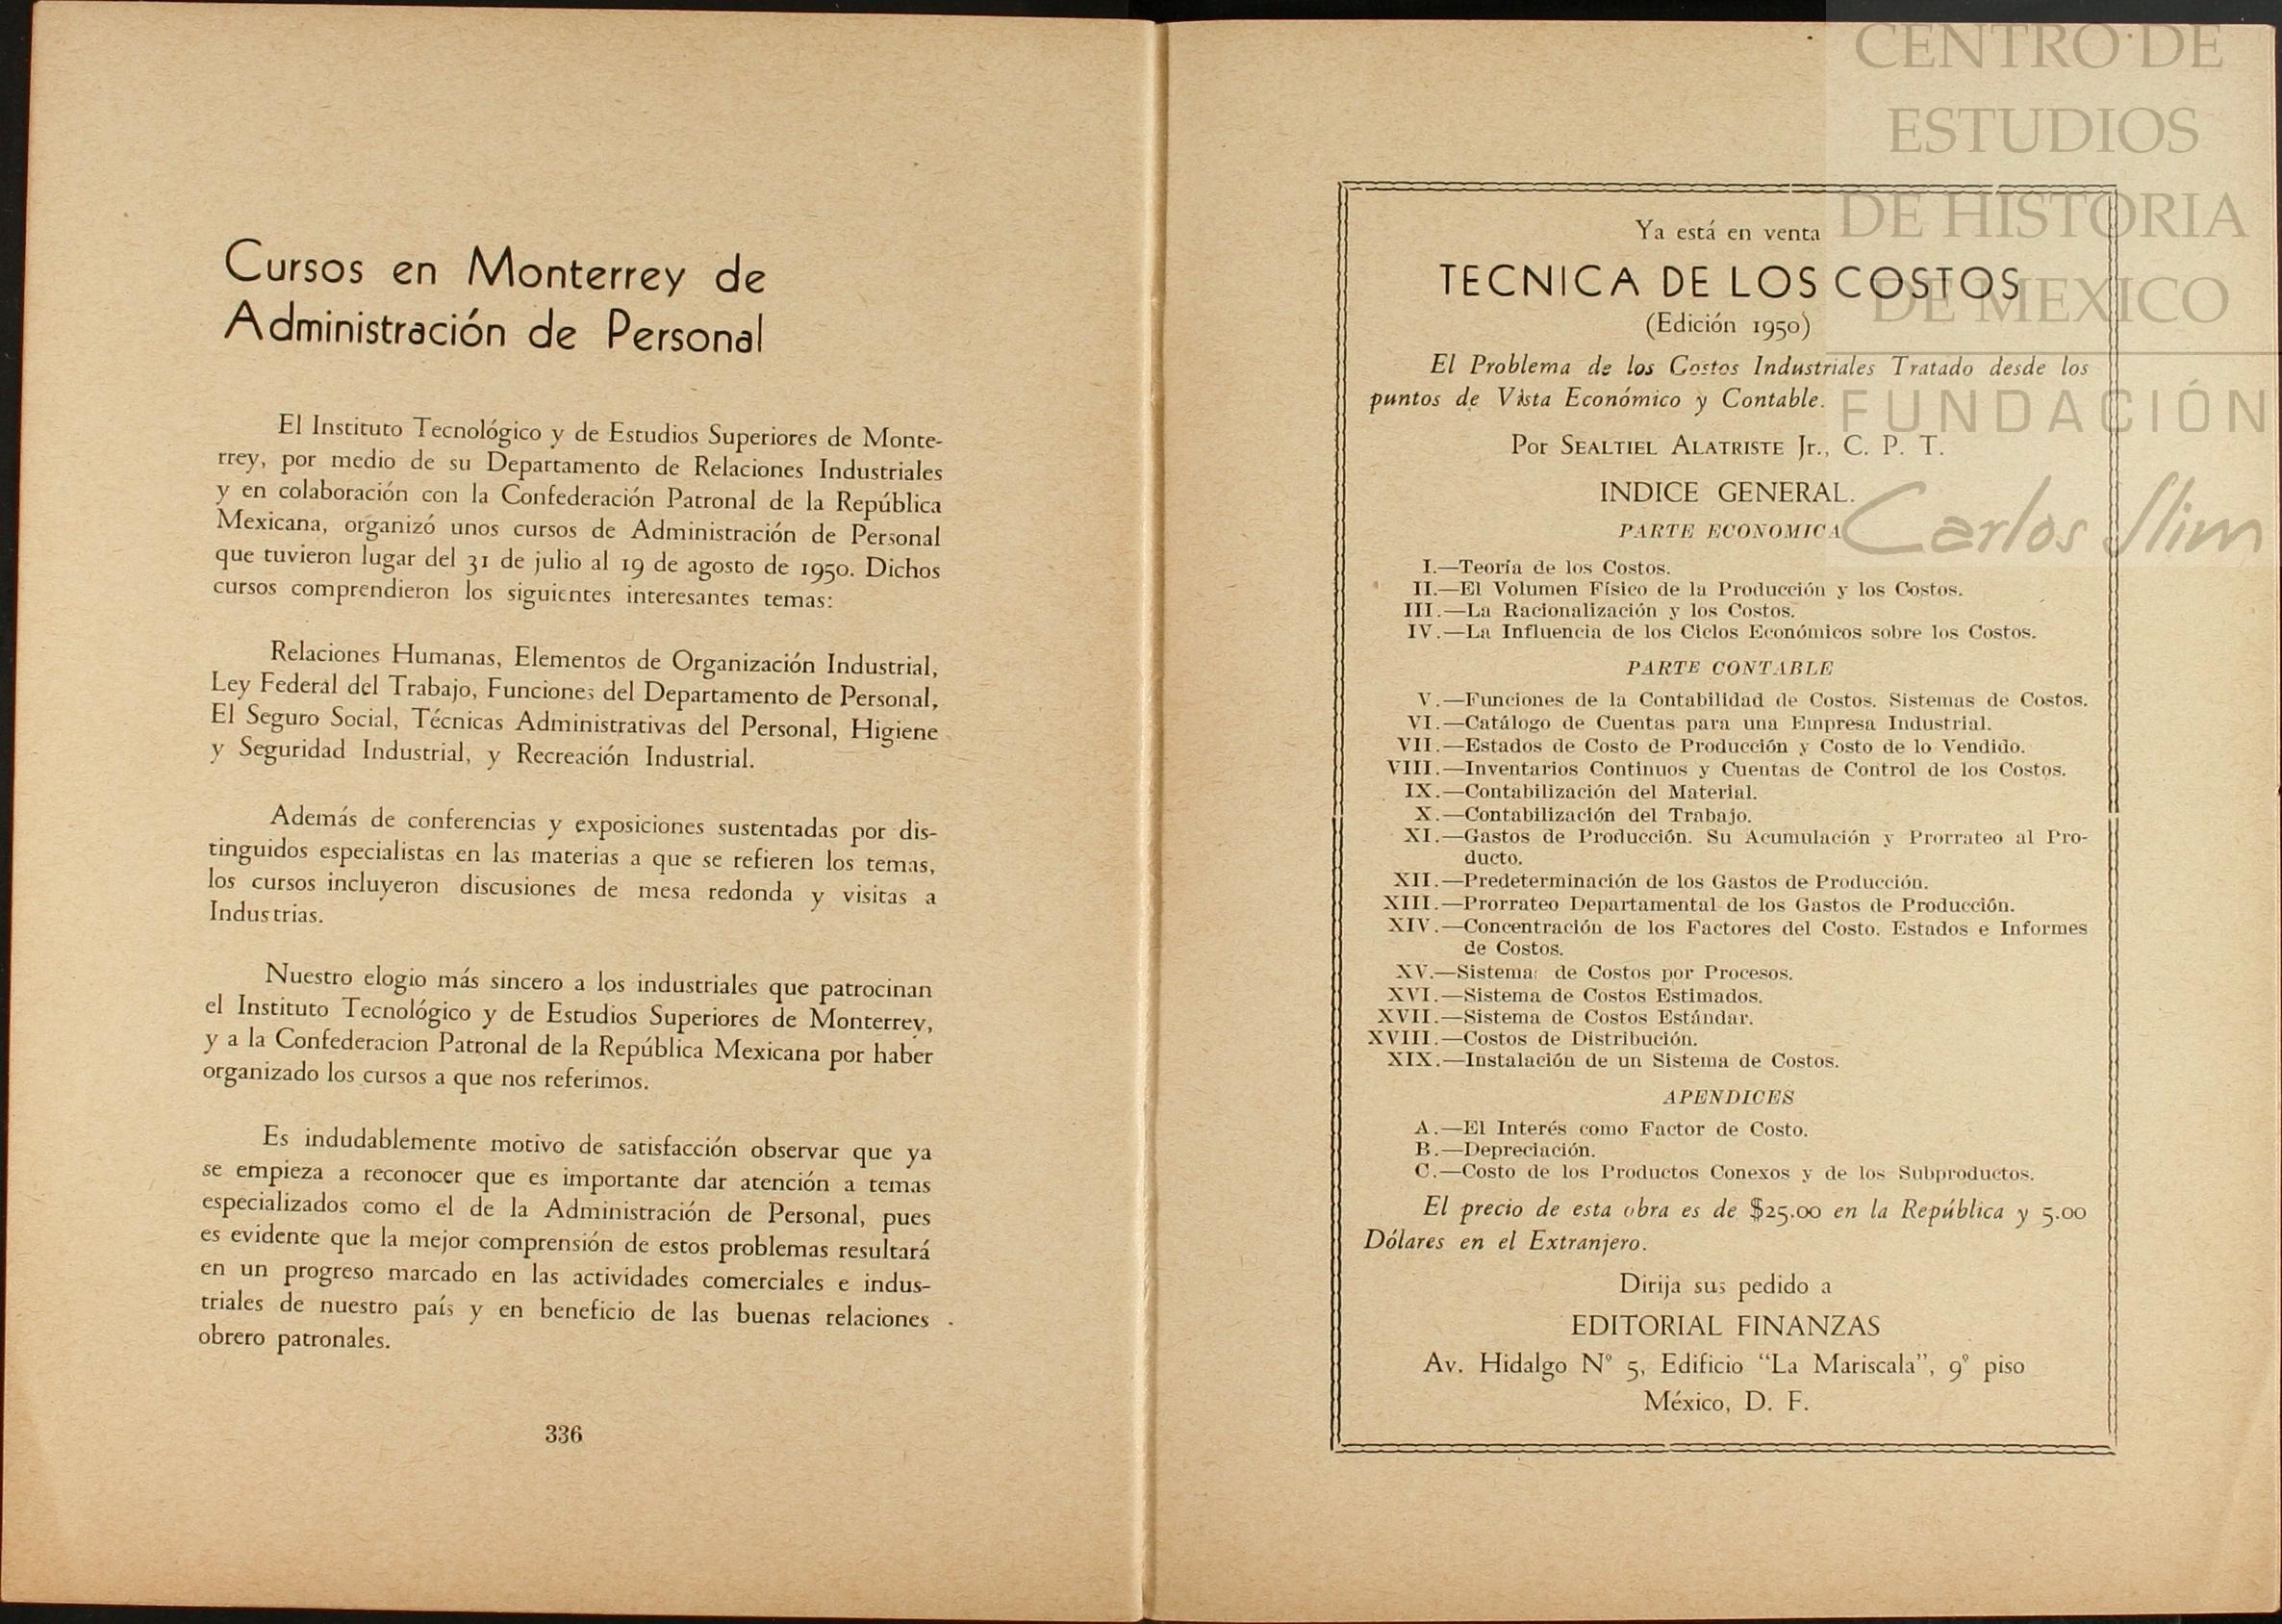 Cursos en Monterrey de
Administración de Personal
El Instituto Tecnológico y de Estudios Superiores de Monte-
rrey, por medio de su Departamento de Relaciones Industriales
y en colaboración con la Confederación Patronal de la República
Mexicana, organizó unos cursos de Administración de Personal
que tuvieron lugar del 31 de julio al 19 de agosto de 1950. Dichos
cursos comprendieron los siguientes interesantes temas:
Relaciones Humanas, Elementos de Organización Industrial,
Ley Federal del Trabajo, Funciones del Departamento de Personal,
El Seguro Social, Técnicas Administrativas del Personal, Higiene
y Seguridad Industrial, y Recreación Industrial.
Además de conferencias y exposiciones sustentadas por dis-
tinguidos especialistas en las materias a que se refieren los temas,
los cursos incluyeron discusiones de mesa redonda y visitas a
Industrias.
Nuestro elogio más sincero a los industriales que patrocinan
el Instituto Tecnológico y de Estudios Superiores de Monterrey,
y a la Confederacion Patronal de la República Mexicana por haber
organizado los cursos a que nos referimos.
Es indudablemente motivo de satisfacción observar que ya
se empieza a reconocer que es importante dar atención a temas
especializados como el de la Administración de Personal, pues
es evidente que la mejor comprensión de estos problemas resultará
en un progreso marcado en las actividades comerciales e indus-
triales de nuestro país y en beneficio de las buenas relaciones
obrero patronales.
336
CENTRO DE
ESTUDIOS
DE HISTORIA
DE MEXICO
FUNDACIÓN
Carlos Slim
Ya está en venta
TECNICA DE LOS COSTOS
(Edición 1950)
El Problema de los Costos Industriales Tratado desde los
puntos de Vista Económico y Contable.
Por SEALTIEL ALATRISTE Jr., C. P. T.
INDICE GENERAL.
PARTE ECONOMICA
I.—Teoría de los Costos.
II.—El Volumen Físico de la Producción y los Costos.
III.—La Racionalización y los Costos.
IV.—La Influencia de los Ciclos Económicos sobre los Costos.
PARTE CONTABLE
V.—Funciones de la Contabilidad de Costos. Sistemas de Costos.
VI.—Catálogo de Cuentas para una Empresa Industrial.
VII.—Estados de Costo de Producción y Costo de lo Vendido.
VIII.—Inventarios Continuos y Cuentas de Control de los Costos.
IX.—Contabilización del Material.
X.—Contabilización del Trabajo.
XI.—Gastos de Producción. Su Acumulación y Prorrateo al Pro-
ducto.
XII.—Predeterminación de los Gastos de Producción.
XIII.—Prorrateo Departamental de los Gastos de Producción.
XIV.—Concentración de los Factores del Costo. Estados e Informes
de Costos.
XV.—Sistema de Costos por Procesos.
XVI.—Sistema de Costos Estimados.
XVII.—Sistema de Costos Estándar.
XVIII.—Costos de Distribución.
XIX.—Instalación de un Sistema de Costos.
APENDICES
A.—El Interés como Factor de Costo.
B.—Depreciación.
C.—Costo de los Productos Conexos y de los Subproductos.
El precio de esta obra es de $25.00 en la República y 5.00
Dólares en el Extranjero.
Dirija sus pedido a
EDITORIAL FINANZAS
Av. Hidalgo Nº 5, Edificio "La Mariscala", 9º piso
México, D. F.